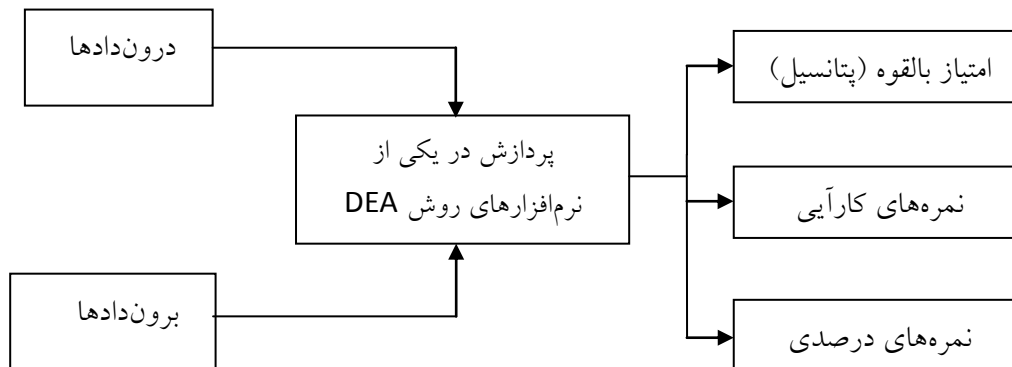 درون‌دادها
امتیاز بالقوه (پتانسیل)
پردازش در یکی از
نرم‌افزارهای روش DEA
نمره‌های کارآیی
برون‌دادها
نمره‌های درصدی